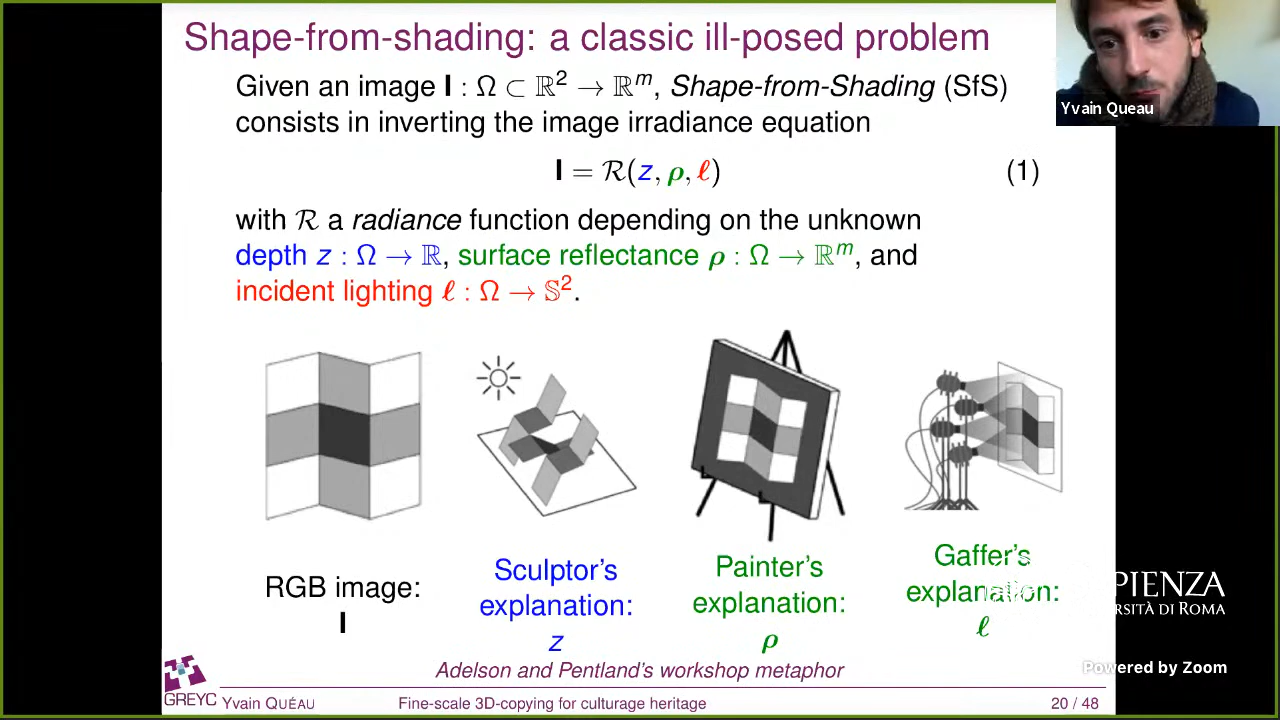 Shape-from-shading: a classic ill-posed problem
Given an image I : Ω ⊂ ℝ² → ℝᵐ, Shape-from-Shading (SfS)
consists in inverting the image irradiance equation
I = ℛ(z, ρ, ℓ) (1)
with ℛ a radiance function depending on the unknown
depth z : Ω → ℝ, surface reflectance ρ : Ω → ℝᵐ, and
incident lighting ℓ : Ω → 𝕊².
RGB image:
I
Sculptor's
explanation:
z
Painter's
explanation:
ρ
Gaffer's
explanation:
ℓ
Adelson and Pentland's workshop metaphor
GREYC
Yvain QUÉAU
Fine-scale 3D-copying for culturage heritage
20 / 48
Yvain Queau
DI ROMA
Powered by Zoom